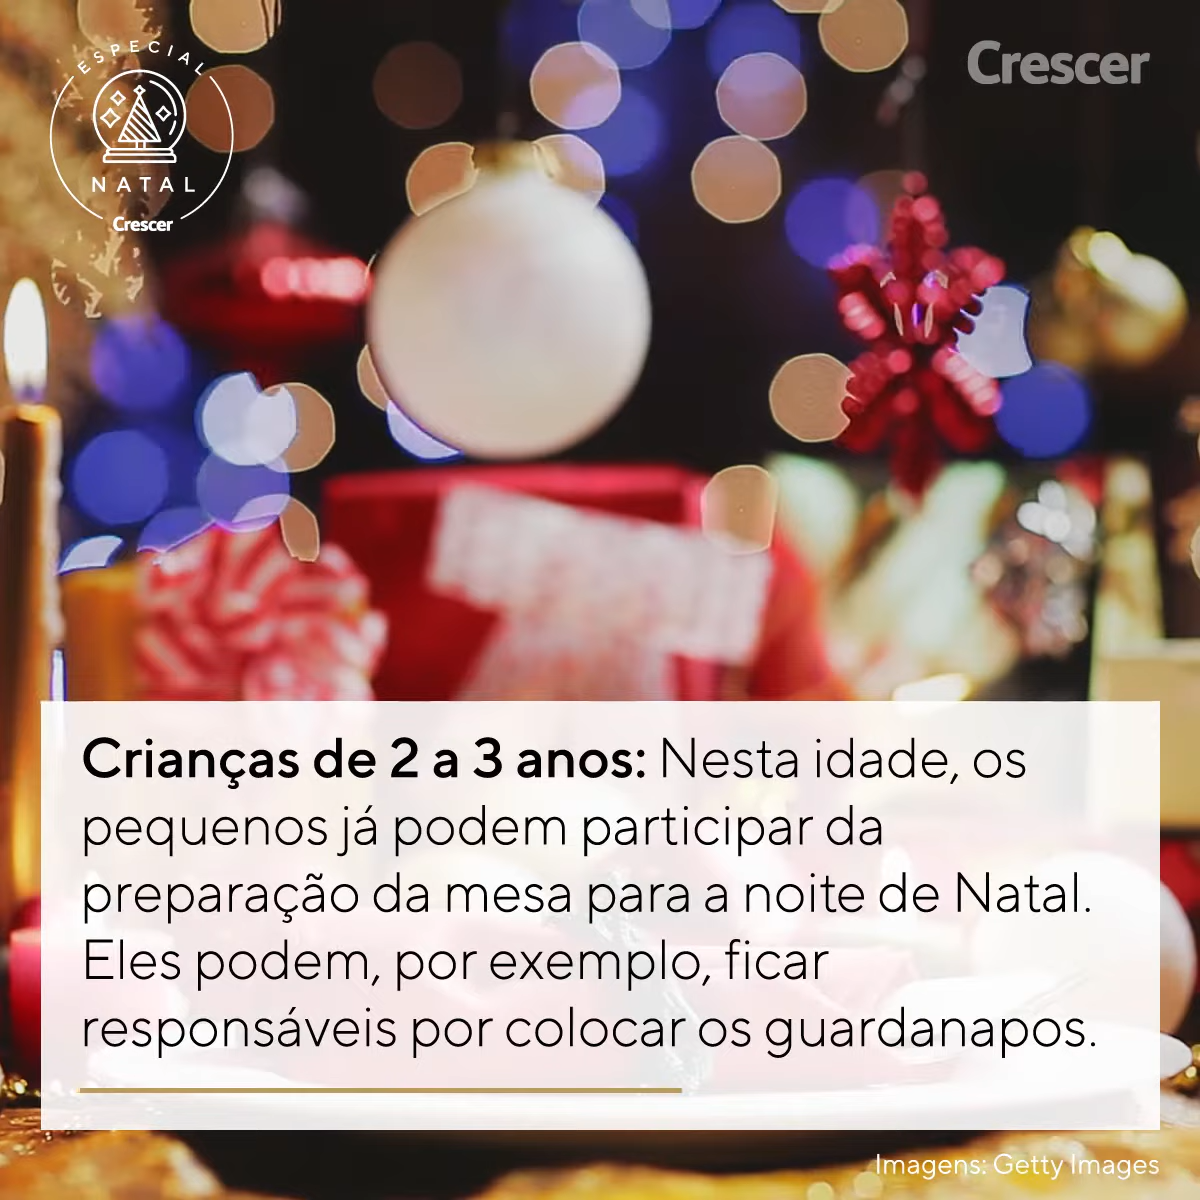 ESPECIAL
NATAL
Crescer
Crescer
Crianças de 2 a 3 anos: Nesta idade, os
pequenos já podem participar da
preparação da mesa para a noite de Natal.
Eles podem, por exemplo, ficar
responsáveis por colocar os guardanapos.
Imagens: Getty Images